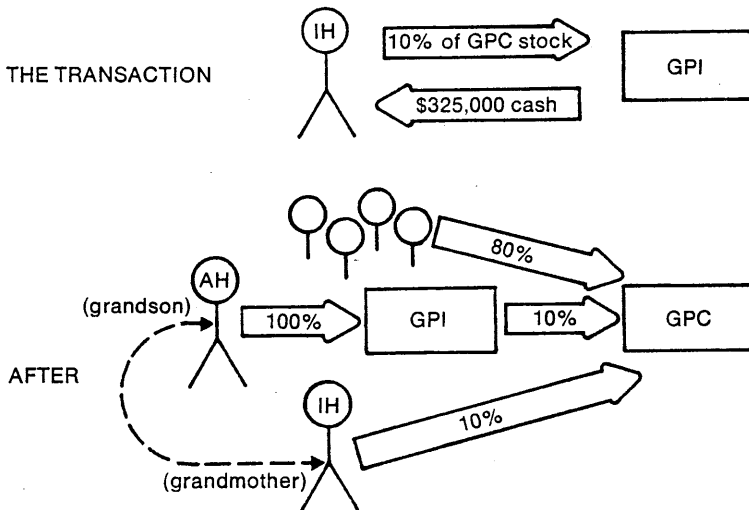 IH
10% of GPC stock
THE TRANSACTION
GPI
$325,000 cash
80%
AH
(grandson)
100%
GPI
10%
GPC
AFTER
IH
10%
(grandmother)